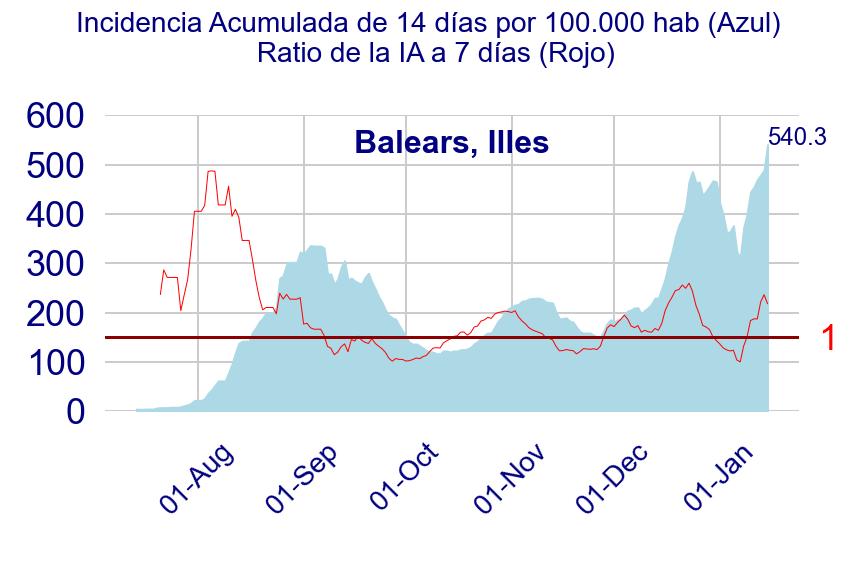 Incidencia Acumulada de 14 días por 100.000 hab (Azul)
Ratio de la IA a 7 días (Rojo)
600
Balears, Illes
540.3
500
400
300
200
1
100
0
01-Aug
01-Sep
01-Oct
01-Nov
01-Dec
01-Jan